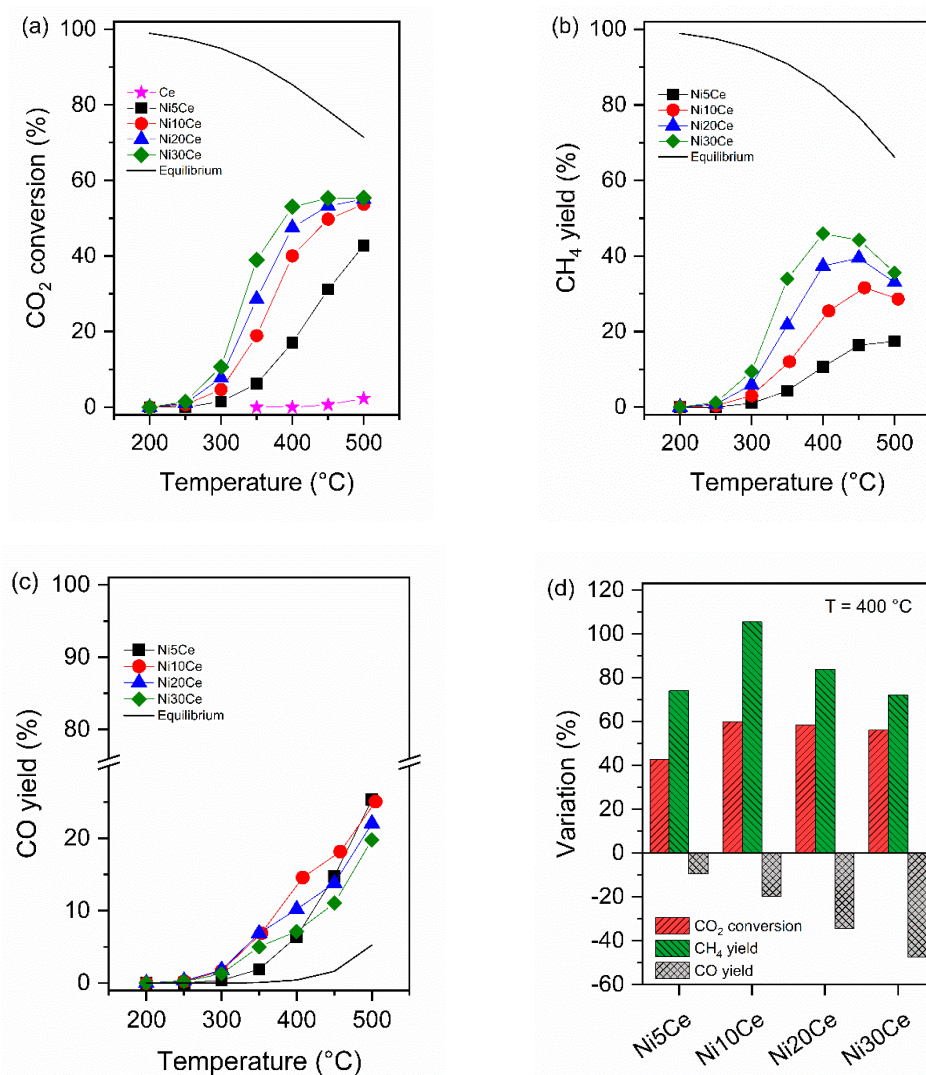 (a)
100
80
60
40
20
0
CO₂ conversion (%)
Ce
Ni5Ce
Ni10Ce
Ni20Ce
Ni30Ce
Equilibrium
200 250 300 350 400 450 500
Temperature (°C)
(b)
100
80
60
40
20
0
CH₄ yield (%)
Ni5Ce
Ni10Ce
Ni20Ce
Ni30Ce
Equilibrium
200 250 300 350 400 450 500
Temperature (°C)
(c)
100
90
80
20
10
0
CO yield (%)
Ni5Ce
Ni10Ce
Ni20Ce
Ni30Ce
Equilibrium
200 300 400 500
Temperature (°C)
(d)
T = 400 °C
120
100
80
60
40
20
0
-20
-40
-60
Variation (%)
CO₂ conversion
CH₄ yield
CO yield
Ni5Ce
Ni10Ce
Ni20Ce
Ni30Ce